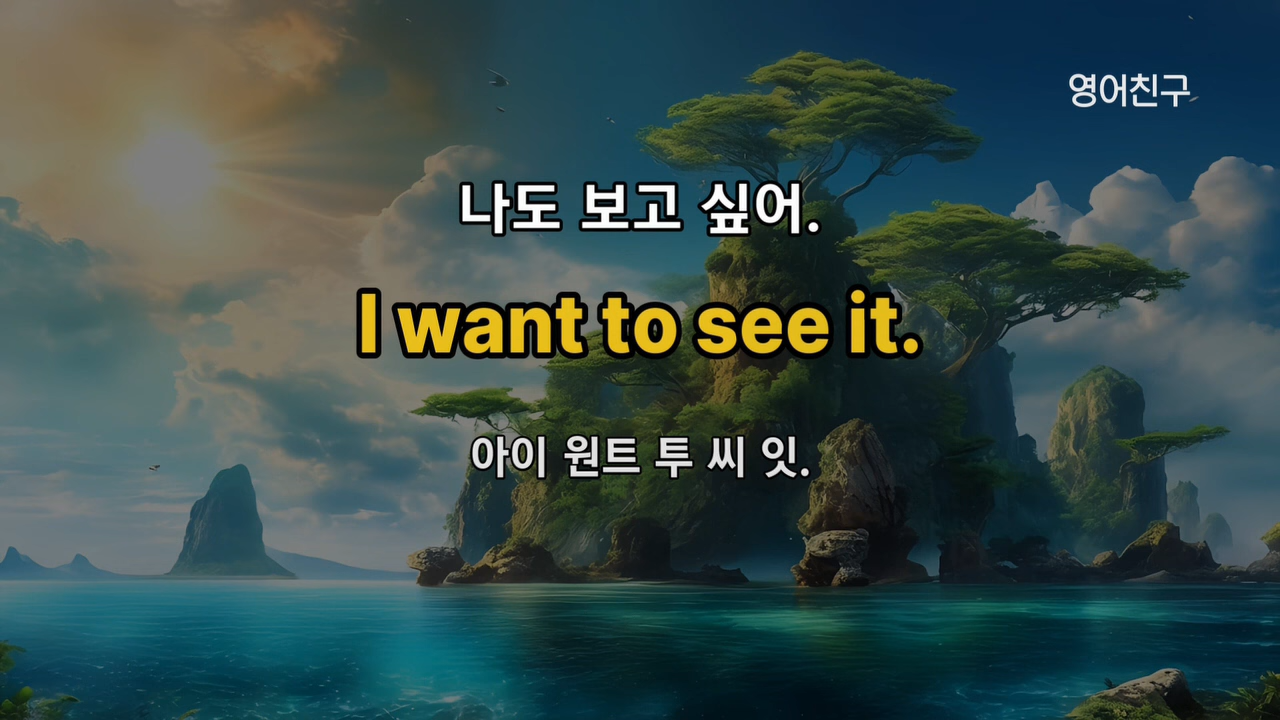 영어친구
나도 보고 싶어.
I want to see it.
아이 원트 투 씨 잇.